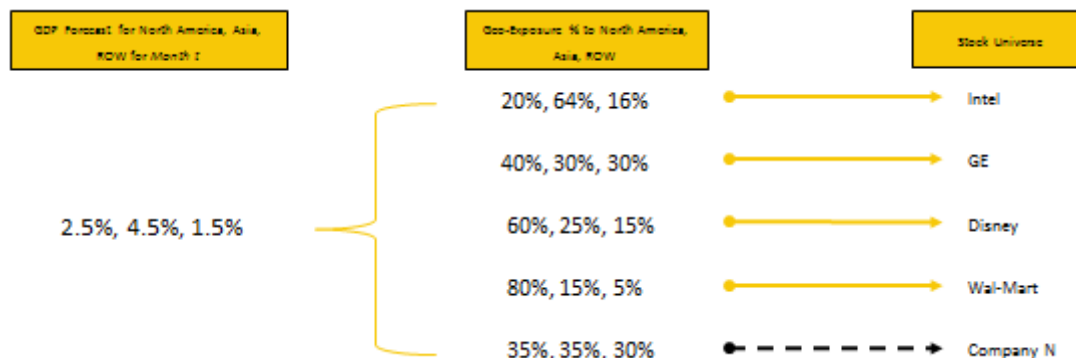 GDP Forecast for North America, Asia,
ROW for Month t
Geo-Exposure % to North America,
Asia, ROW
Stock Universe
2.5%, 4.5%, 1.5%
20%, 64%, 16%
Intel
40%, 30%, 30%
GE
60%, 25%, 15%
Disney
80%, 15%, 5%
Wal-Mart
35%, 35%, 30%
Company N